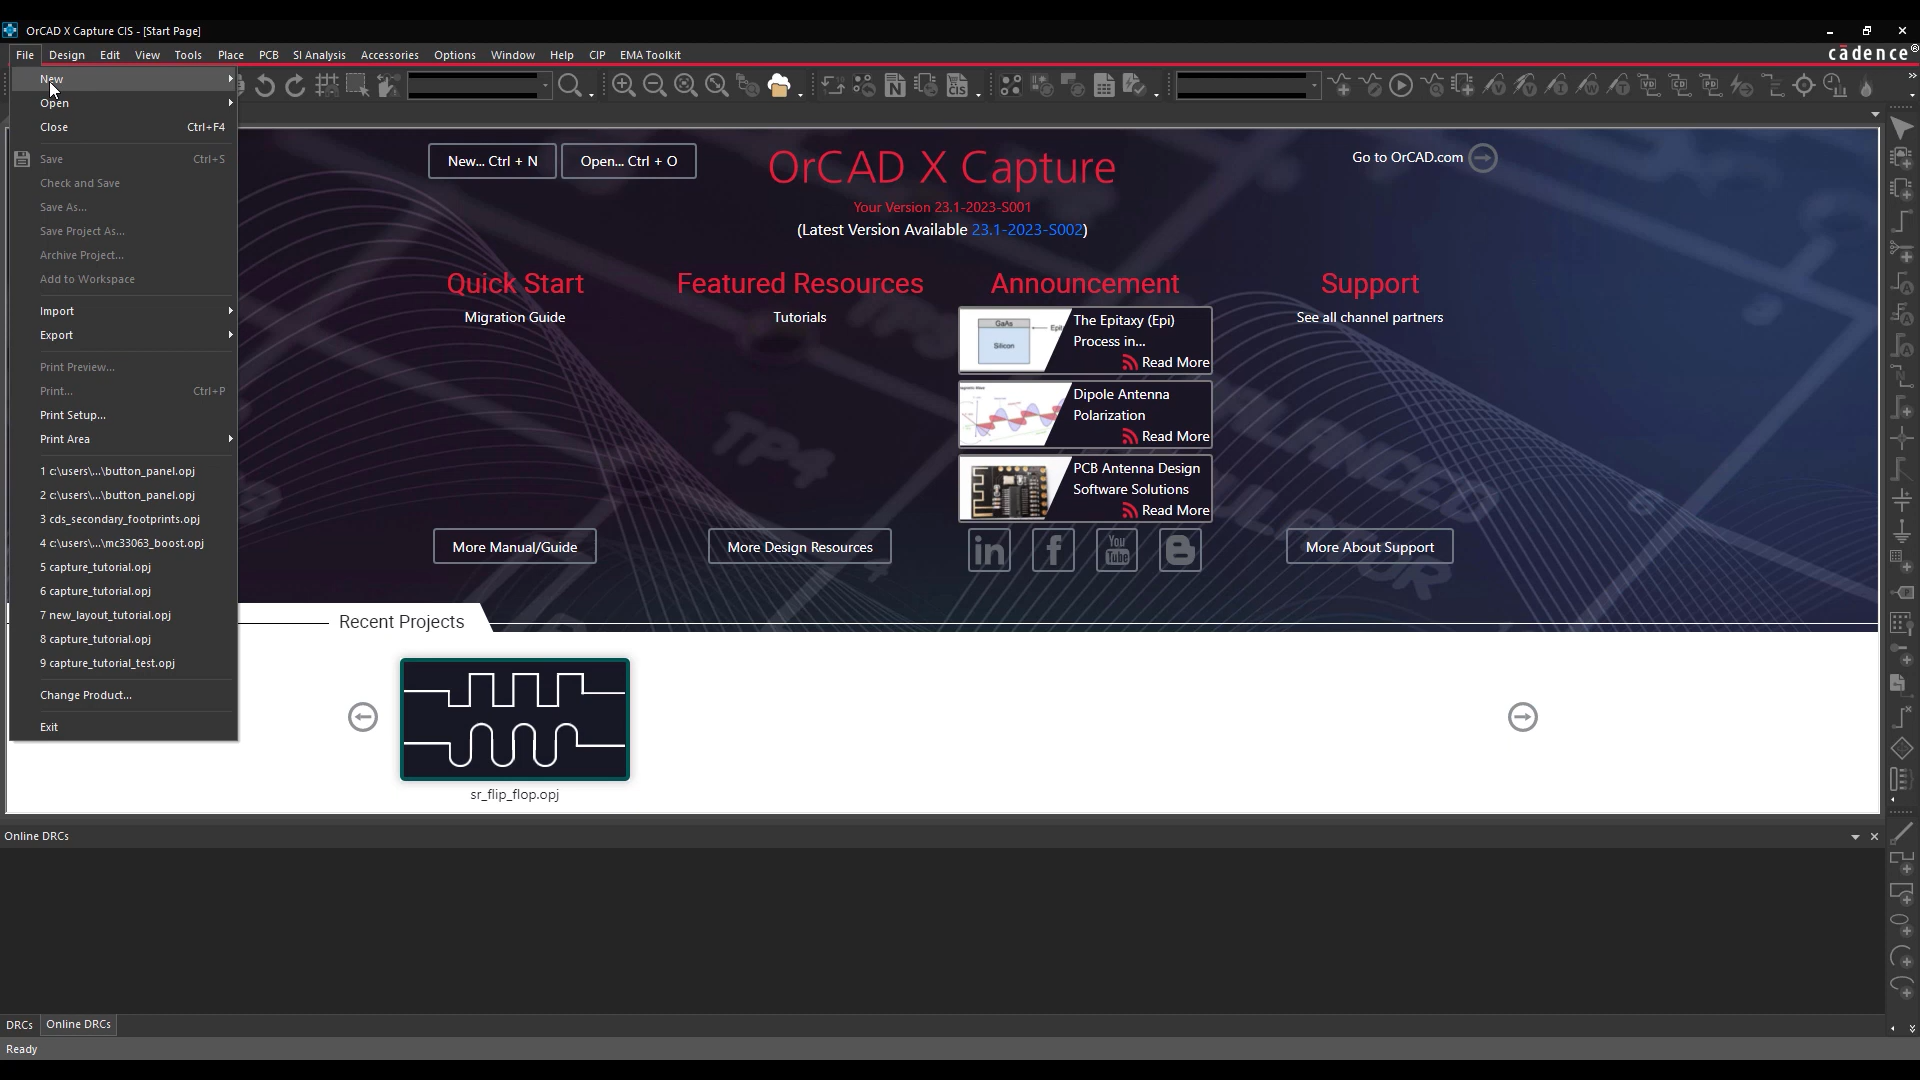 OrCAD X Capture CIS - [Start Page]
File Design Edit View Tools Place PCB SI Analysis Accessories Options Window Help CIP EMA Toolkit
cādence®
New
Open
Close Ctrl+F4
Save Ctrl+S
Check and Save
Save As...
Save Project As...
Archive Project...
Add to Workspace
Import
Export
Print Preview...
Print... Ctrl+P
Print Setup...
Print Area
1 c:\users\...\button_panel.opj
2 c:\users\...\button_panel.opj
3 cds_secondary_footprints.opj
4 c:\users\...\mc33063_boost.opj
5 capture_tutorial.opj
6 capture_tutorial.opj
7 new_layout_tutorial.opj
8 capture_tutorial.opj
9 capture_tutorial_test.opj
Change Product...
Exit
New... Ctrl + N
Open... Ctrl + O
OrCAD X Capture
Your Version 23.1-2023-S001
(Latest Version Available 23.1-2023-S002)
Go to OrCAD.com
Quick Start
Migration Guide
More Manual/Guide
Featured Resources
Tutorials
More Design Resources
Announcement
GaAs
Silicon
Epi
The Epitaxy (Epi)
Process in...
Read More
Dipole Antenna
Polarization
Read More
PCB Antenna Design
Software Solutions
Read More
in f You Tube B
Support
See all channel partners
More About Support
TP4
Recent Projects
sr_flip_flop.opj
Online DRCs
DRCs Online DRCs
Ready